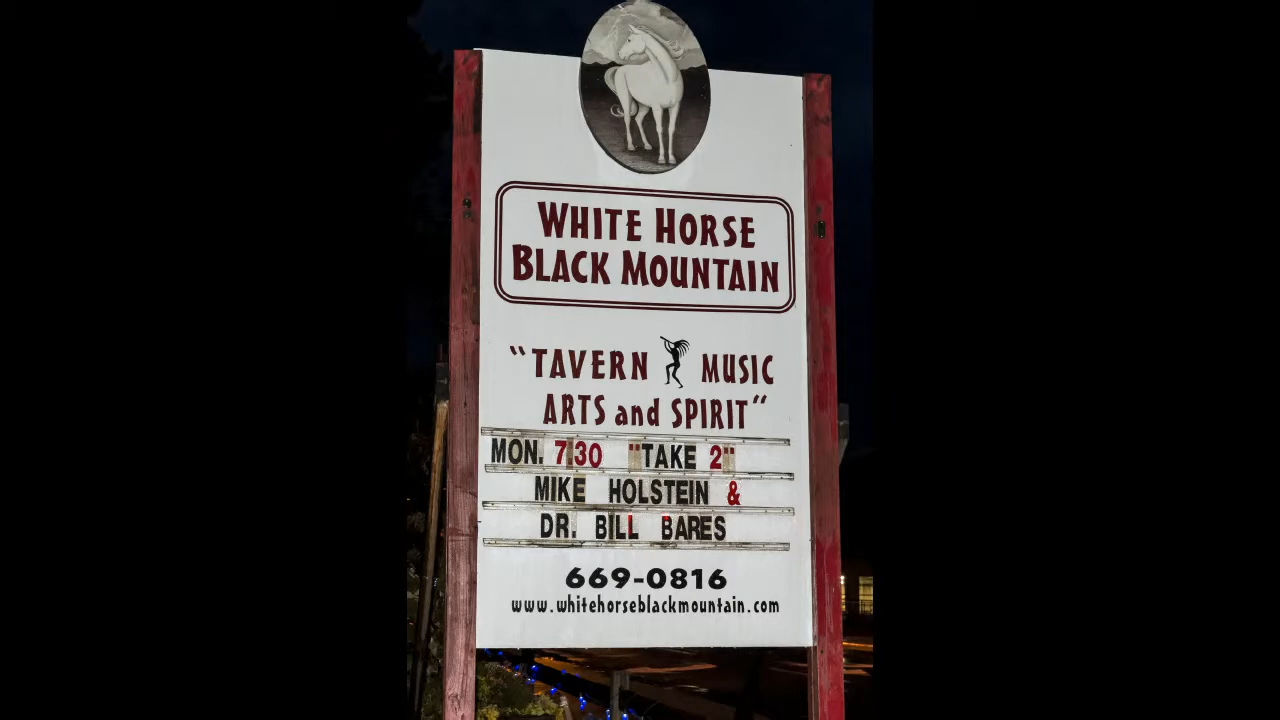 WHITE HORSE
BLACK MOUNTAIN
"TAVERN MUSIC
ARTS and SPIRIT"
MON. 7:30 "TAKE 2"
MIKE HOLSTEIN &
DR. BILL BARES
669-0816
www.whitehorseblackmountain.com